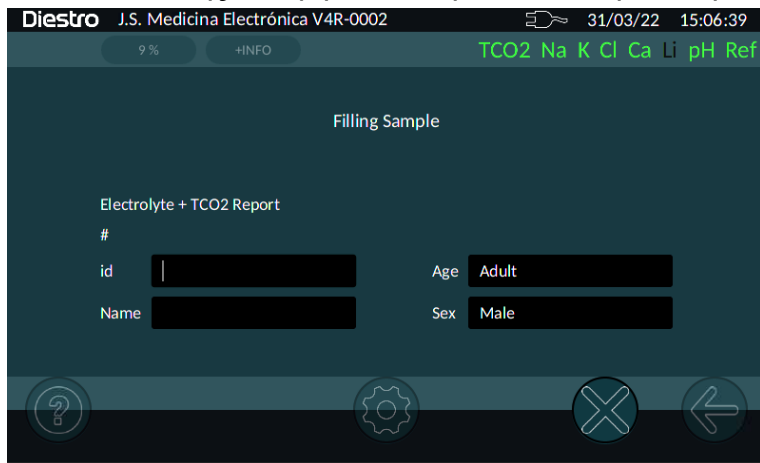 Diestro J.S. Medicina Electrónica V4R-0002 31/03/22 15:06:39
9 % +INFO TCO2 Na K Cl Ca Li pH Ref
Filling Sample
Electrolyte + TCO2 Report
#
id Age Adult
Name Sex Male
?